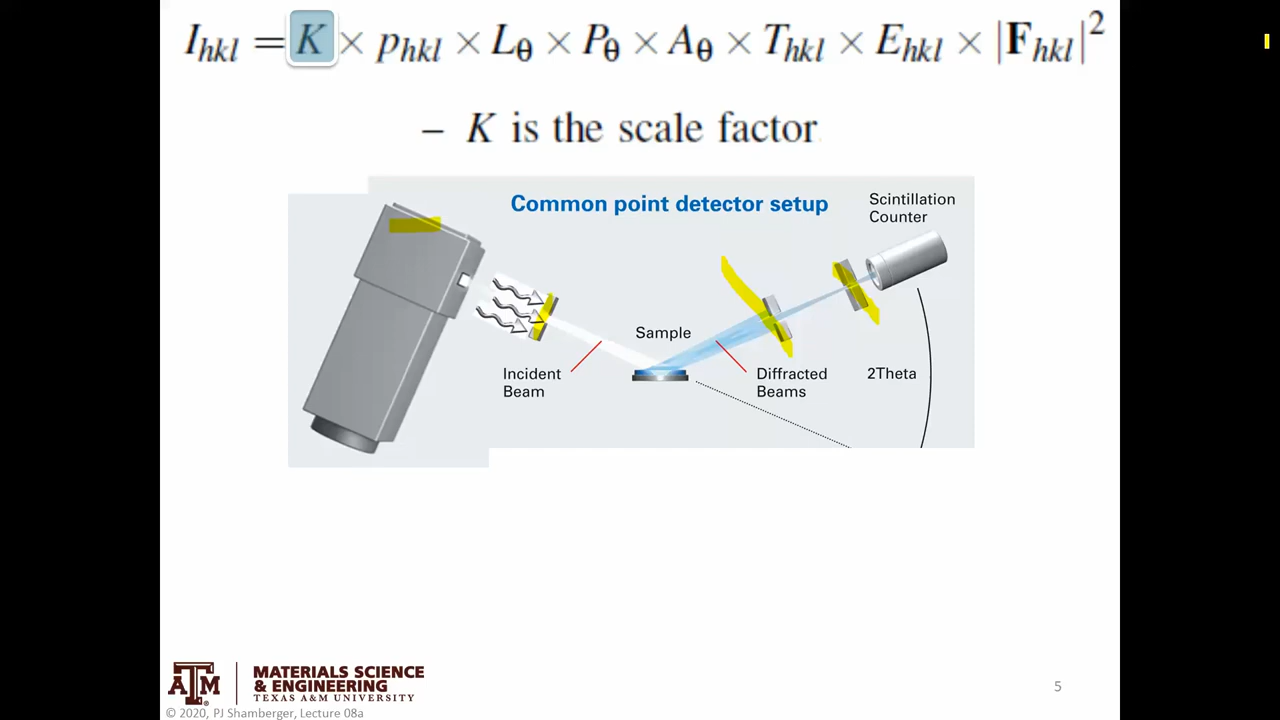 I_hkl = K × p_hkl × L_θ × P_θ × A_θ × T_hkl × E_hkl × |F_hkl|²
– K is the scale factor
Common point detector setup
Scintillation
Counter
Sample
Incident
Beam
Diffracted
Beams
2Theta
ATM
MATERIALS SCIENCE
& ENGINEERING
TEXAS A&M UNIVERSITY
© 2020, PJ Shamberger, Lecture 08a
5